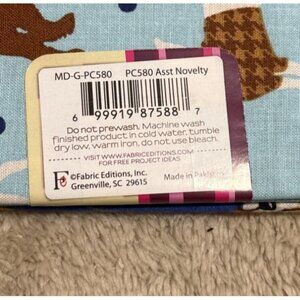 MD-G-PC580 PC580 Asst Novelty
6 99919 87588 7
Do not prewash. Machine wash
finished product in cold water, tumble
dry low, warm iron, do not use bleach.
VISIT WWW.FABRICEDITIONS.COM
FOR FREE PROJECT IDEAS
©Fabric Editions, Inc.
Greenville, SC 29615 Made in Pakistan